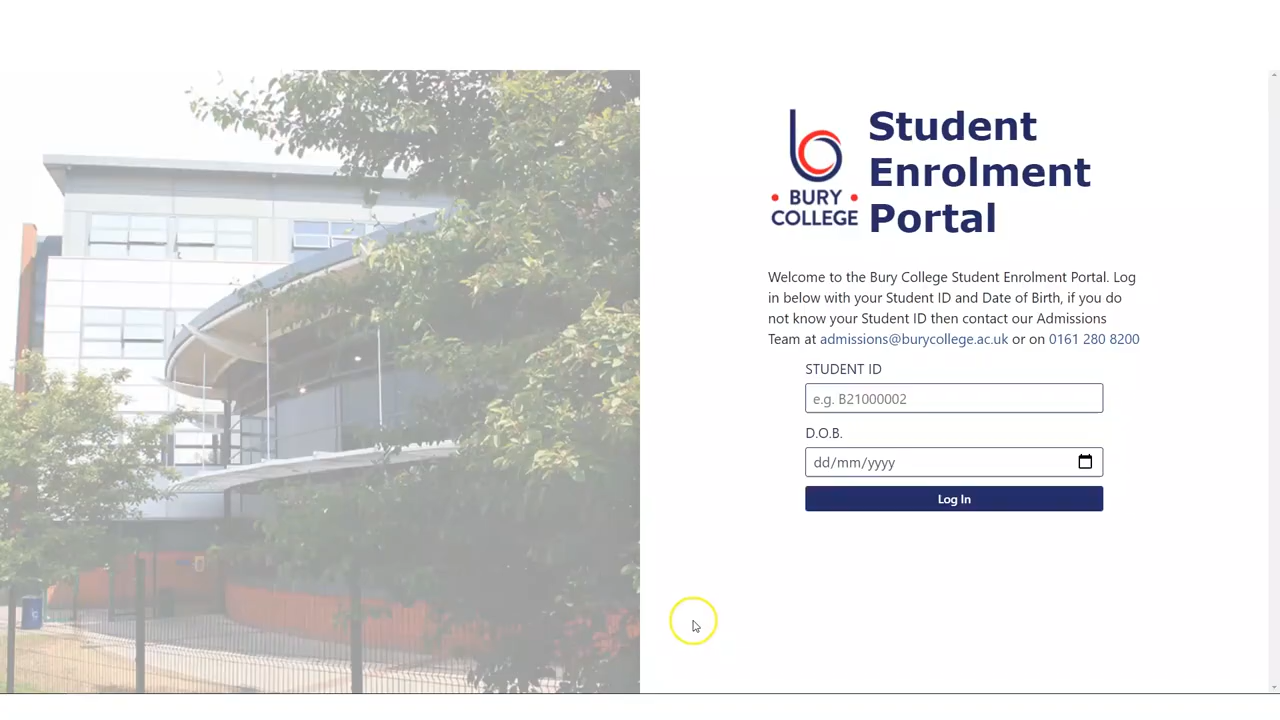 BURY
COLLEGE
Student
Enrolment
Portal
Welcome to the Bury College Student Enrolment Portal. Log
in below with your Student ID and Date of Birth, if you do
not know your Student ID then contact our Admissions
Team at admissions@burycollege.ac.uk or on 0161 280 8200
STUDENT ID
e.g. B21000002
D.O.B.
dd/mm/yyyy
Log In